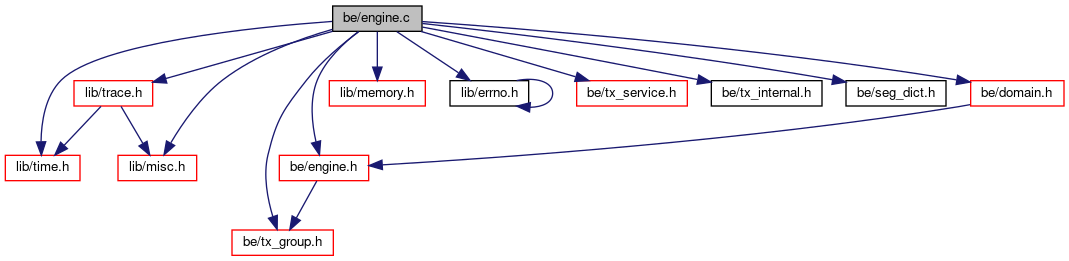 be/engine.c
lib/trace.h
lib/memory.h
lib/errno.h
be/tx_service.h
be/tx_internal.h
be/seg_dict.h
be/domain.h
lib/time.h
lib/misc.h
be/engine.h
be/tx_group.h